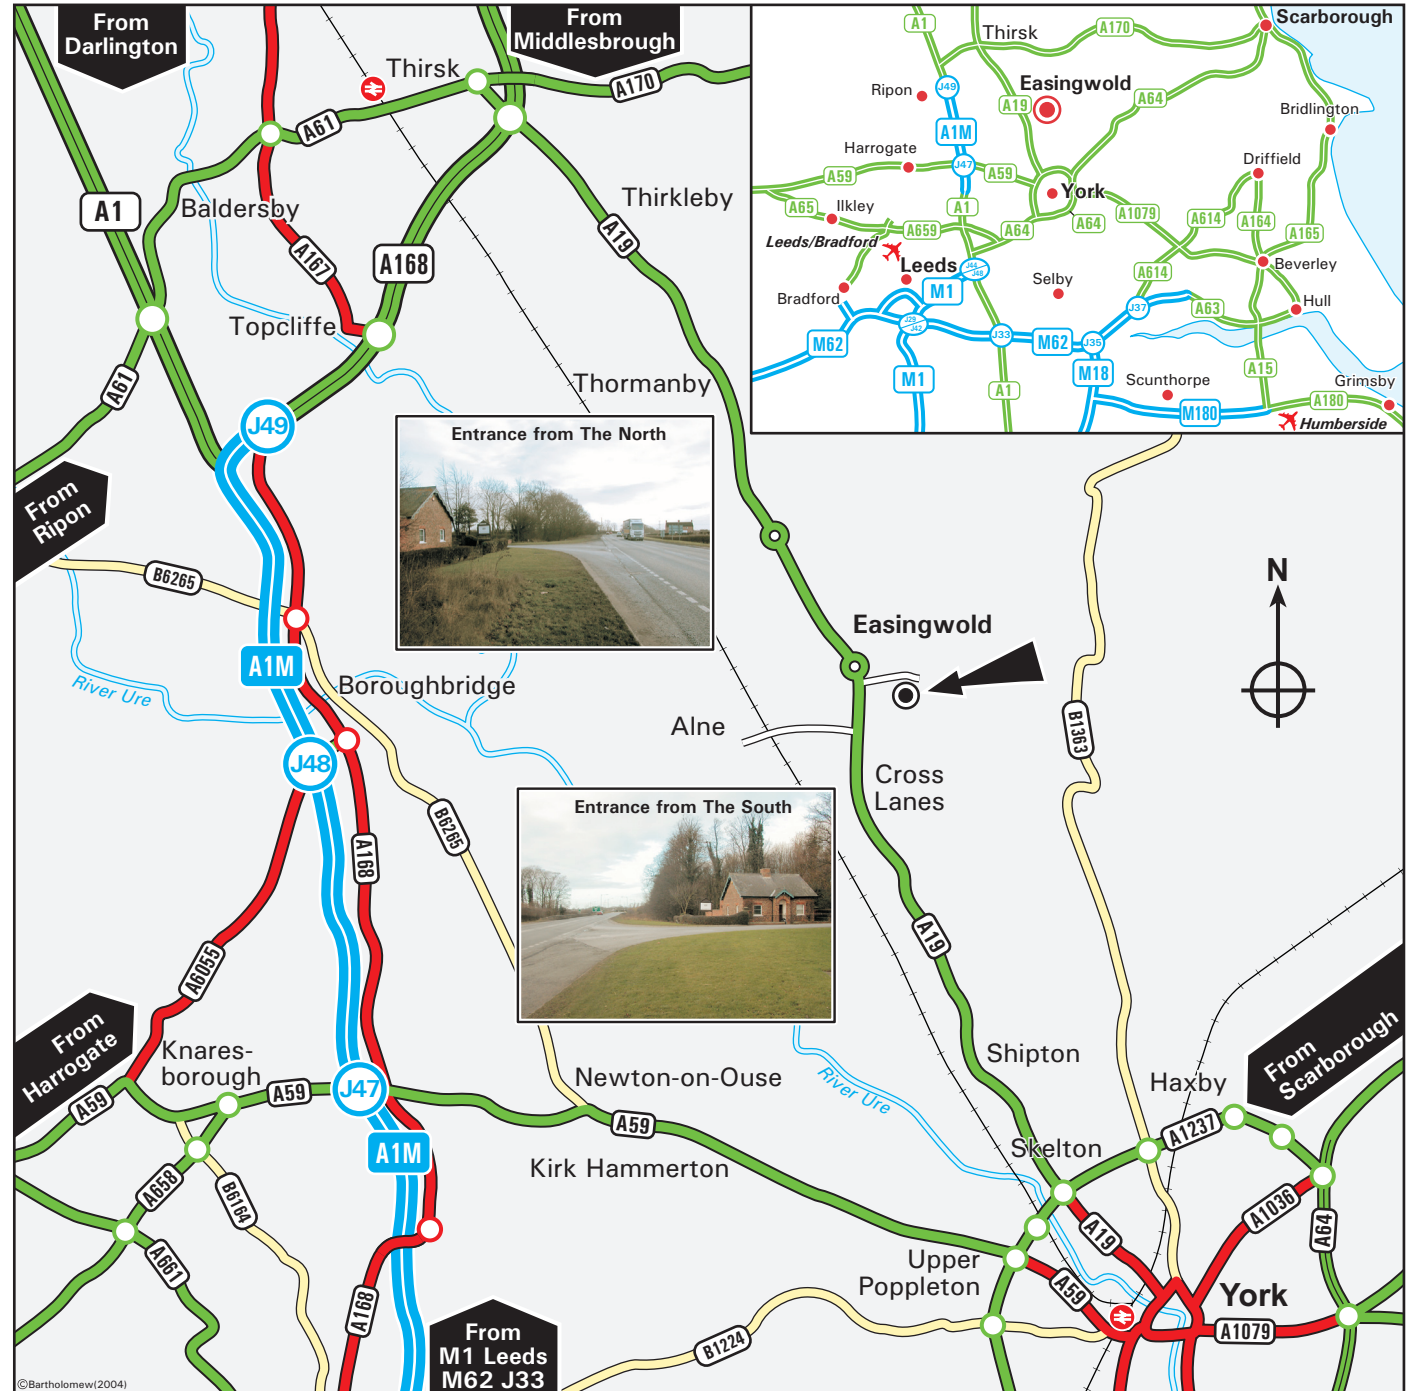 From
Darlington
From
Middlesbrough
Thirsk
A170
A61
A1
Baldersby
Thirkleby
A19
A167
A168
Topcliffe
A61
Thormanby
J49
From
Ripon
Entrance from The North
B6265
A1M
River Ure
Boroughbridge
J48
Easingwold
Alne
Cross
Lanes
N
B1363
B6265
A168
Entrance from The South
A6055
A19
From
Harrogate
Knares-
borough
A59
A59
J47
A1M
Newton-on-Ouse
A59
Kirk Hammerton
River Ure
Shipton
Haxby
From
Scarborough
Skelton
A1237
A658
B6164
A661
A168
A19
A1036
A64
Upper
Poppleton
A59
York
A1079
B1224
From
M1 Leeds
M62 J33
©Bartholomew(2004)
A1
Thirsk
A170
Scarborough
Ripon
J49
A19
Easingwold
A64
Bridlington
A1M
Harrogate
J47
A59
A59
Driffield
York
A65
Ilkley
A659
A1
A64
A64
A1079
A614
A164
A165
Leeds/Bradford
Leeds
J44
J48
Selby
A614
Beverley
Bradford
M1
J29
J42
J33
J37
A63
Hull
M62
M62
J35
M18
M1
A1
Scunthorpe
M180
A15
Grimsby
A180
Humberside